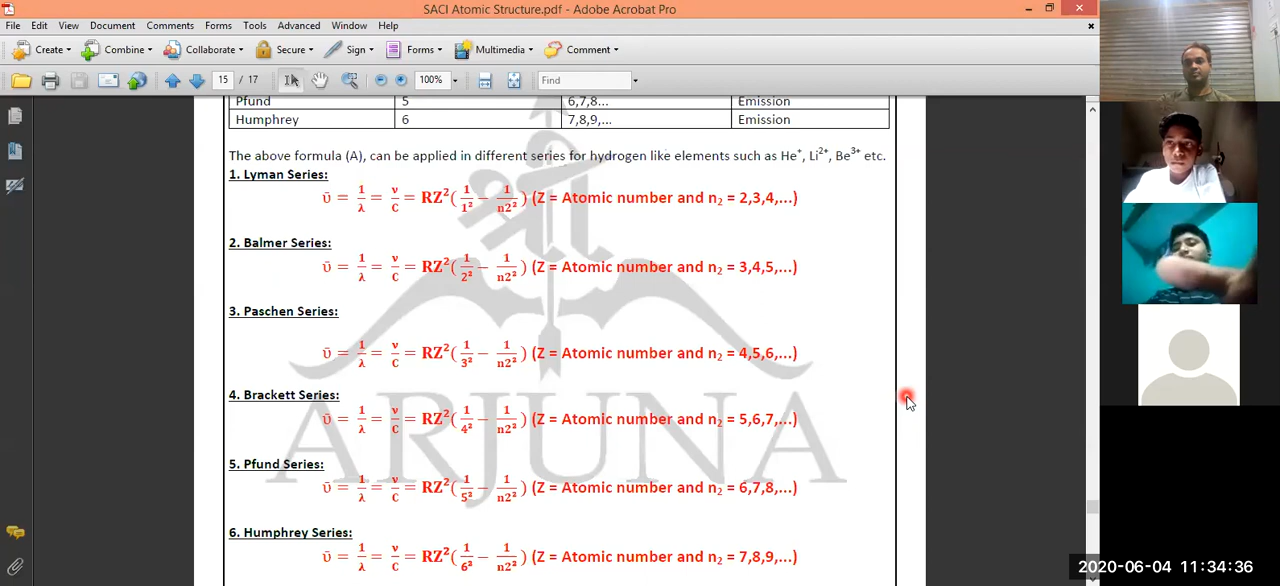 SACI Atomic Structure.pdf - Adobe Acrobat Pro
File Edit View Document Comments Forms Tools Advanced Window Help
Create Combine Collaborate Secure Sign Forms Multimedia Comment
15 / 17 100% Find
Pfund 5 6,7,8... Emission
Humphrey 6 7,8,9,... Emission
The above formula (A), can be applied in different series for hydrogen like elements such as He⁺, Li²⁺, Be³⁺ etc.
1. Lyman Series:
ῡ = 1/λ = ν/C = RZ²(1/1² − 1/n2²) (Z = Atomic number and n₂ = 2,3,4,...)
2. Balmer Series:
ῡ = 1/λ = ν/C = RZ²(1/2² − 1/n2²) (Z = Atomic number and n₂ = 3,4,5,...)
3. Paschen Series:
ῡ = 1/λ = ν/C = RZ²(1/3² − 1/n2²) (Z = Atomic number and n₂ = 4,5,6,...)
4. Brackett Series:
ῡ = 1/λ = ν/C = RZ²(1/4² − 1/n2²) (Z = Atomic number and n₂ = 5,6,7,...)
5. Pfund Series:
ῡ = 1/λ = ν/C = RZ²(1/5² − 1/n2²) (Z = Atomic number and n₂ = 6,7,8,...)
6. Humphrey Series:
ῡ = 1/λ = ν/C = RZ²(1/6² − 1/n2²) (Z = Atomic number and n₂ = 7,8,9,...)
श्री
ARJUNA
2020-06-04 11:34:36